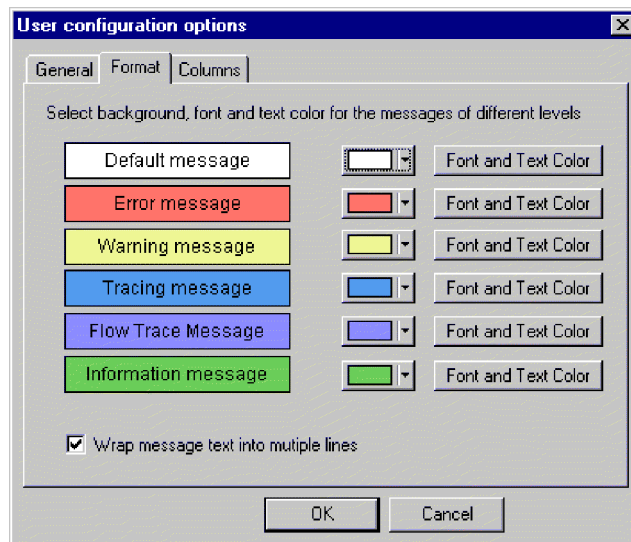 User configuration options
General Format Columns
Select background, font and text color for the messages of different levels
Default message Font and Text Color
Error message Font and Text Color
Warning message Font and Text Color
Tracing message Font and Text Color
Flow Trace Message Font and Text Color
Information message Font and Text Color
Wrap message text into mutiple lines
OK Cancel